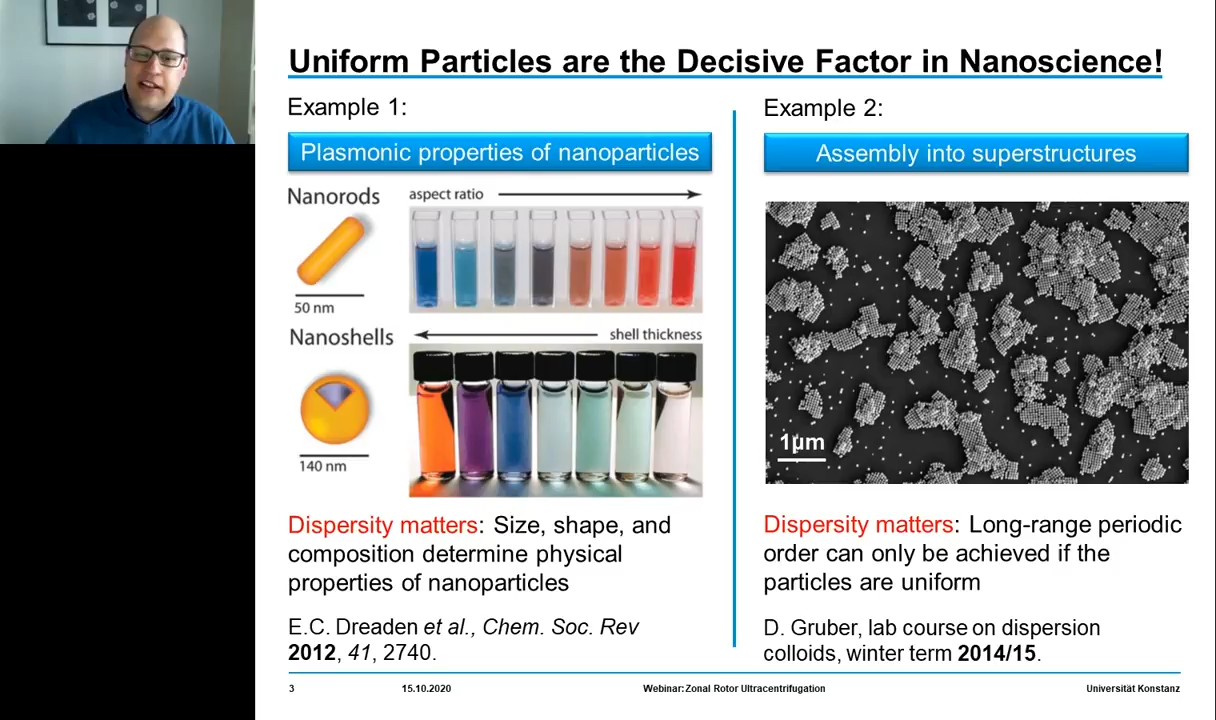 Uniform Particles are the Decisive Factor in Nanoscience!
Example 1:
Plasmonic properties of nanoparticles
Nanorods
aspect ratio
50 nm
Nanoshells
shell thickness
140 nm
Dispersity matters: Size, shape, and
composition determine physical
properties of nanoparticles
E.C. Dreaden et al., Chem. Soc. Rev
2012, 41, 2740.
Example 2:
Assembly into superstructures
1µm
Dispersity matters: Long-range periodic
order can only be achieved if the
particles are uniform
D. Gruber, lab course on dispersion
colloids, winter term 2014/15.
3
15.10.2020
Webinar: Zonal Rotor Ultracentrifugation
Universität Konstanz